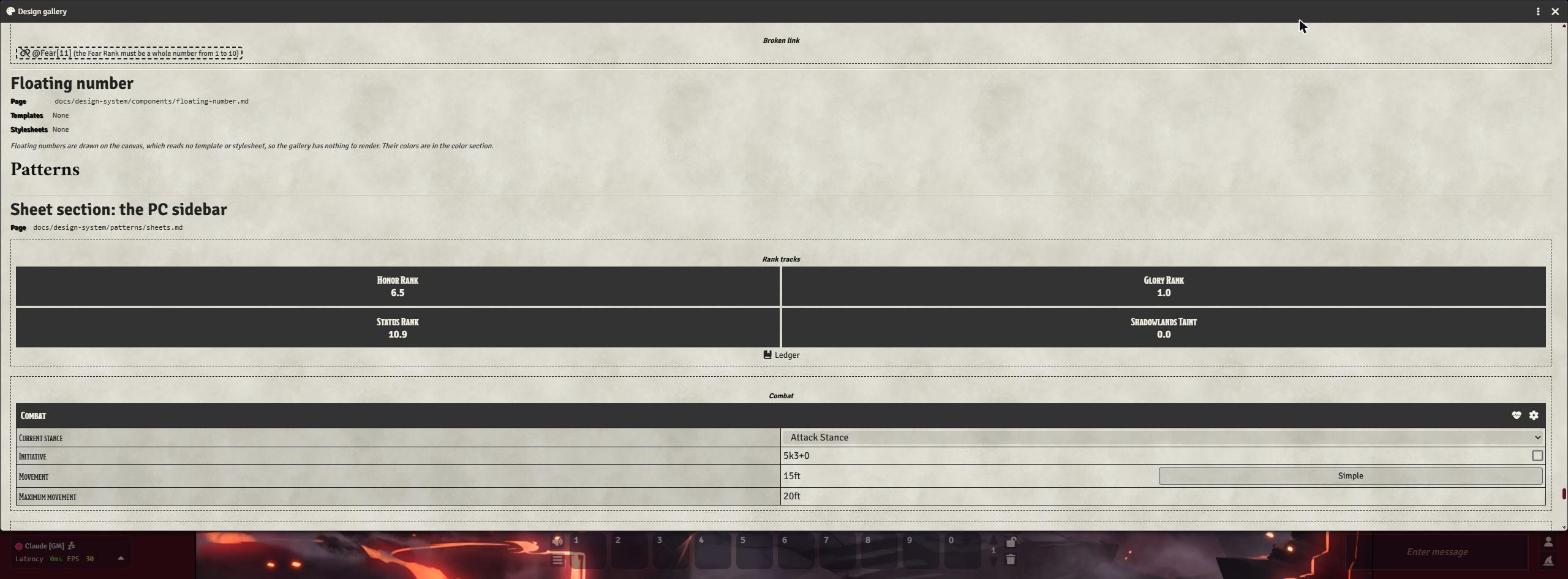 Design gallery
Broken link
@Fear[11] (the Fear Rank must be a whole number from 1 to 10)
Floating number
Page docs/design-system/components/floating-number.md
Templates None
Stylesheets None
Floating numbers are drawn on the canvas, which reads no template or stylesheet, so the gallery has nothing to render. Their colors are in the color section.
Patterns
Sheet section: the PC sidebar
Page docs/design-system/patterns/sheets.md
Rank tracks
Honor Rank
6.5
Glory Rank
1.0
Status Rank
10.9
Shadowlands Taint
0.0
Ledger
Combat
Combat
Current stance Attack Stance
Initiative 5k3+0
Movement 15ft Simple
Maximum movement 20ft
Claude [GM]
Latency 0ms FPS 30
1 2 3 4 5 6 7 8 9 0
1
Enter message